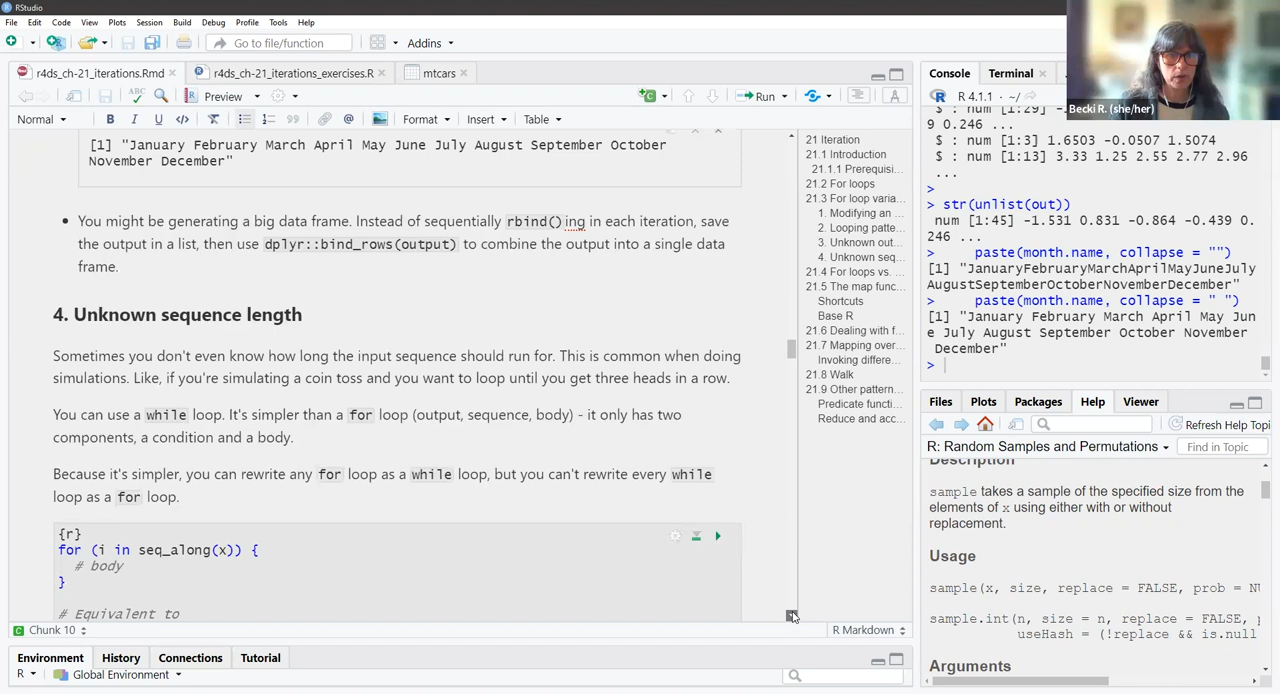 RStudio
File Edit Code View Plots Session Build Debug Profile Tools Help
Go to file/function Addins
r4ds_ch-21_iterations.Rmd r4ds_ch-21_iterations_exercises.R mtcars
Preview Run
Normal B I U Format Insert Table
[1] "January February March April May June July August September October
November December"
You might be generating a big data frame. Instead of sequentially rbind()ing in each iteration, save
the output in a list, then use dplyr::bind_rows(output) to combine the output into a single data
frame.
4. Unknown sequence length
Sometimes you don't even know how long the input sequence should run for. This is common when doing
simulations. Like, if you're simulating a coin toss and you want to loop until you get three heads in a row.
You can use a while loop. It's simpler than a for loop (output, sequence, body) - it only has two
components, a condition and a body.
Because it's simpler, you can rewrite any for loop as a while loop, but you can't rewrite every while
loop as a for loop.
{r}
for (i in seq_along(x)) {
# body
}
# Equivalent to
Chunk 10 R Markdown
21 Iteration
21.1 Introduction
21.1.1 Prerequisi...
21.2 For loops
21.3 For loop varia...
1. Modifying an ...
2. Looping patte...
3. Unknown out...
4. Unknown seq...
21.4 For loops vs. ...
21.5 The map func...
Shortcuts
Base R
21.6 Dealing with f...
21.7 Mapping over...
Invoking differe...
21.8 Walk
21.9 Other pattern...
Predicate functi...
Reduce and acc...
Environment History Connections Tutorial
R Global Environment
Becki R. (she/her)
Console Terminal
R 4.1.1 · ~/
$ : num [1:29] -
9 0.246 ...
$ : num [1:3] 1.6503 -0.0507 1.5074
$ : num [1:13] 3.33 1.25 2.55 2.77 2.96
...
>
> str(unlist(out))
num [1:45] -1.531 0.831 -0.864 -0.439 0.
246 ...
> paste(month.name, collapse = "")
[1] "JanuaryFebruaryMarchAprilMayJuneJuly
AugustSeptemberOctoberNovemberDecember"
> paste(month.name, collapse = " ")
[1] "January February March April May Jun
e July August September October November
December"
>
Files Plots Packages Help Viewer
Refresh Help Topi
R: Random Samples and Permutations Find in Topic
Description
sample takes a sample of the specified size from the
elements of x using either with or without
replacement.
Usage
sample(x, size, replace = FALSE, prob = NU
sample.int(n, size = n, replace = FALSE, p
useHash = (!replace && is.null
Arguments